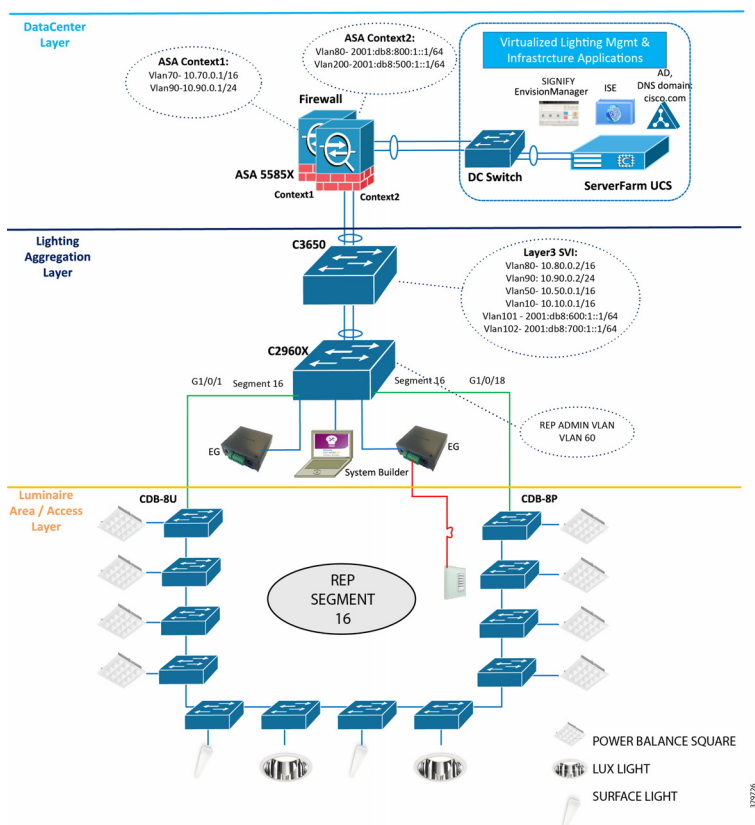 DataCenter
Layer
ASA Context1:
Vlan70- 10.70.0.1/16
Vlan90-10.90.0.1/24
ASA Context2:
Vlan80- 2001:db8:800:1::1/64
Vlan200-2001:db8:500:1::1/64
Virtualized Lighting Mgmt &
Infrastrcture Applications
SIGNIFY
EnvisionManager
ISE
AD,
DNS domain:
cisco.com
Firewall
ASA 5585X
Context1
Context2
DC Switch
ServerFarm UCS
Lighting
Aggregation
Layer
C3650
Layer3 SVI:
Vlan80- 10.80.0.2/16
Vlan90: 10.90.0.2/24
Vlan50- 10.50.0.1/16
Vlan10- 10.10.0.1/16
Vlan101 - 2001:db8:600:1::1/64
Vlan102- 2001:db8:700:1::1/64
C2960X
G1/0/1
Segment 16
Segment 16
G1/0/18
REP ADMIN VLAN
VLAN 60
EG
System Builder
EG
Luminaire
Area / Access
Layer
CDB-8U
CDB-8P
REP
SEGMENT
16
POWER BALANCE SQUARE
LUX LIGHT
SURFACE LIGHT
379726